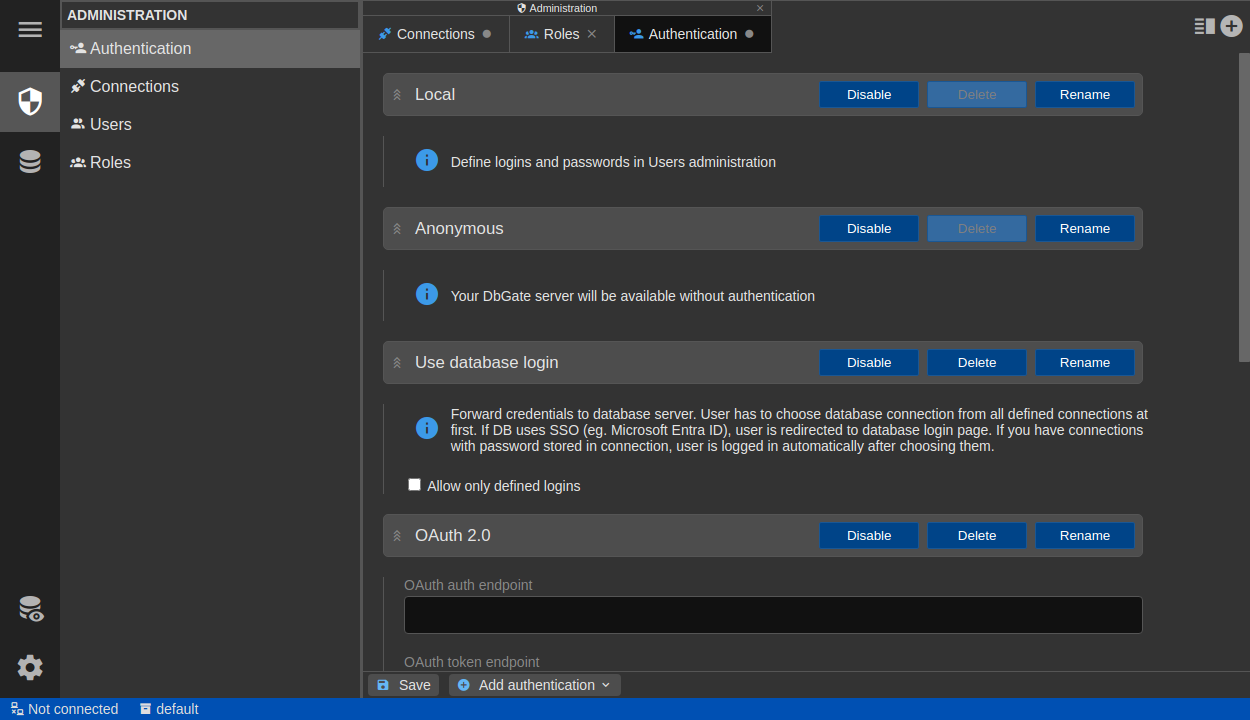 ADMINISTRATION
Authentication
Connections
Users
Roles
Administration
Connections
Roles
Authentication
Local
Disable
Delete
Rename
Define logins and passwords in Users administration
Anonymous
Disable
Delete
Rename
Your DbGate server will be available without authentication
Use database login
Disable
Delete
Rename
Forward credentials to database server. User has to choose database connection from all defined connections at
first. If DB uses SSO (eg. Microsoft Entra ID), user is redirected to database login page. If you have connections
with password stored in connection, user is logged in automatically after choosing them.
Allow only defined logins
OAuth 2.0
Disable
Delete
Rename
OAuth auth endpoint
OAuth token endpoint
Save
Add authentication
Not connected
default